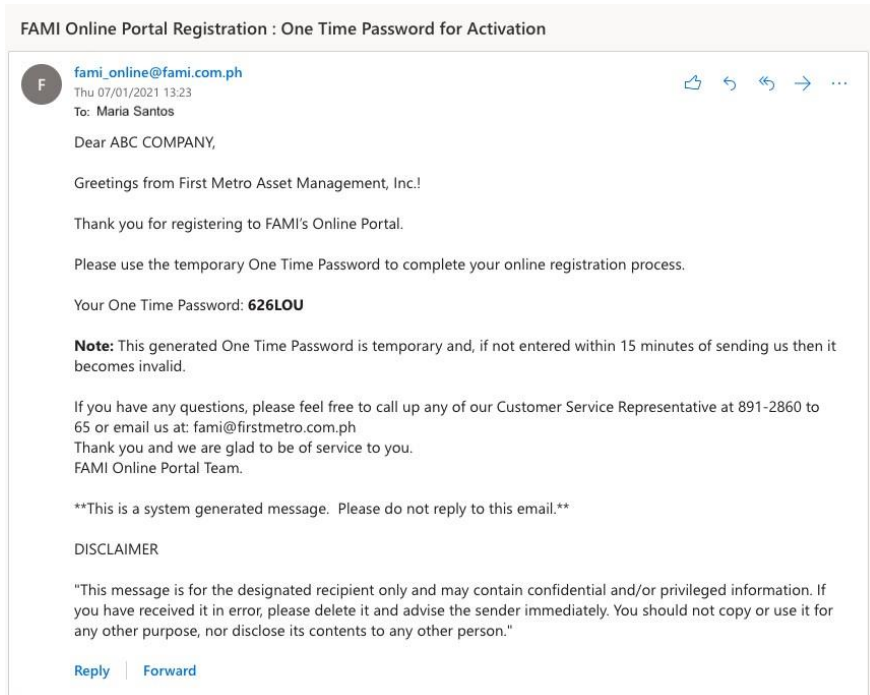 FAMI Online Portal Registration : One Time Password for Activation
F
fami_online@fami.com.ph
Thu 07/01/2021 13:23
To: Maria Santos
Dear ABC COMPANY,
Greetings from First Metro Asset Management, Inc.!
Thank you for registering to FAMI's Online Portal.
Please use the temporary One Time Password to complete your online registration process.
Your One Time Password: 626LOU
Note: This generated One Time Password is temporary and, if not entered within 15 minutes of sending us then it
becomes invalid.
If you have any questions, please feel free to call up any of our Customer Service Representative at 891-2860 to
65 or email us at: fami@firstmetro.com.ph
Thank you and we are glad to be of service to you.
FAMI Online Portal Team.
**This is a system generated message.  Please do not reply to this email.**
DISCLAIMER
"This message is for the designated recipient only and may contain confidential and/or privileged information. If
you have received it in error, please delete it and advise the sender immediately. You should not copy or use it for
any other purpose, nor disclose its contents to any other person."
Reply | Forward